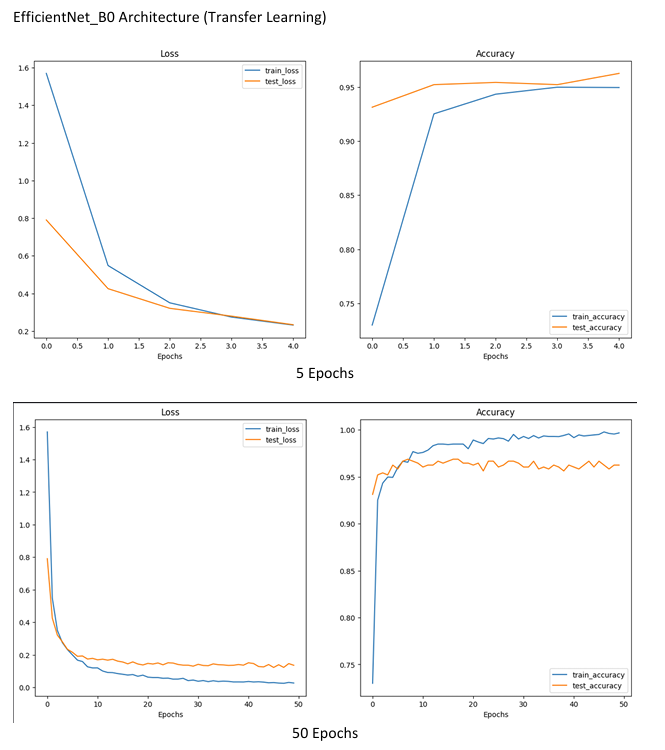 EfficientNet_B0 Architecture (Transfer Learning)
Loss
1.6
1.4
1.2
1.0
0.8
0.6
0.4
0.2
train_loss
test_loss
0.0 0.5 1.0 1.5 2.0 2.5 3.0 3.5 4.0
Epochs
Accuracy
0.95
0.90
0.85
0.80
0.75
train_accuracy
test_accuracy
0.0 0.5 1.0 1.5 2.0 2.5 3.0 3.5 4.0
Epochs
5 Epochs
Loss
1.6
1.4
1.2
1.0
0.8
0.6
0.4
0.2
0.0
train_loss
test_loss
0 10 20 30 40 50
Epochs
Accuracy
1.00
0.95
0.90
0.85
0.80
0.75
train_accuracy
test_accuracy
0 10 20 30 40 50
Epochs
50 Epochs